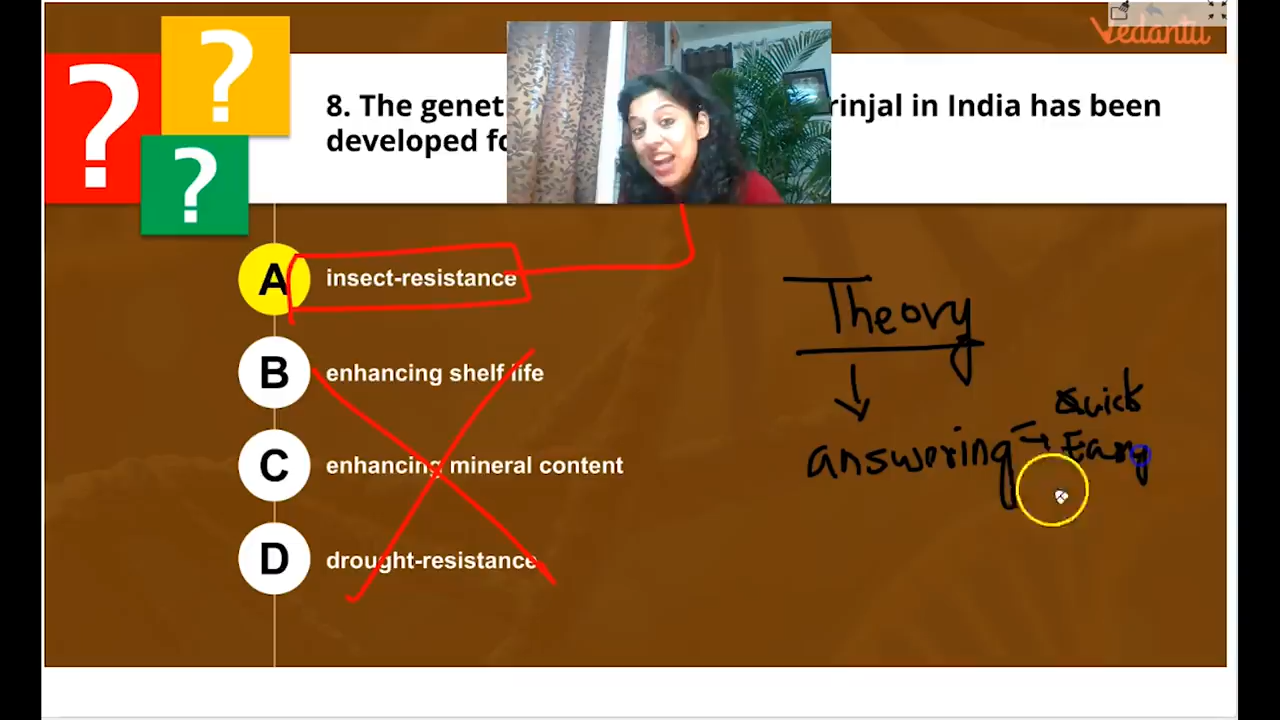 Vedantu
? ? ?
8. The genet rinjal in India has been
developed fo
A insect-resistance
B enhancing shelf life
C enhancing mineral content
D drought-resistance
Theory
Quick
answering → Easy